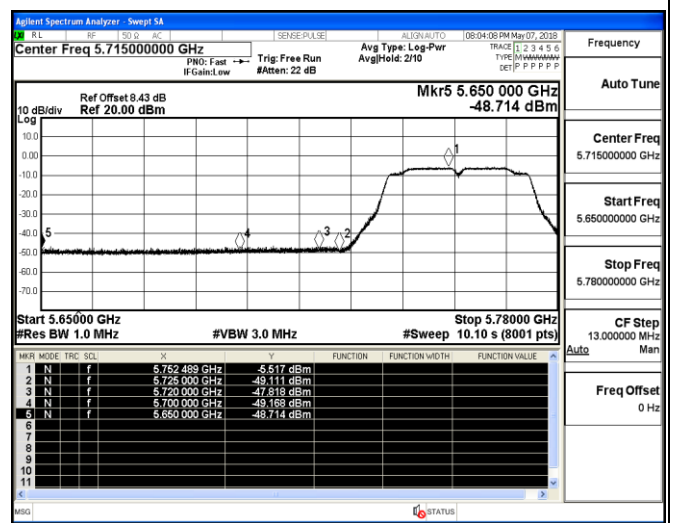 Agilent Spectrum Analyzer - Swept SA
RL RF 50 Ω AC SENSE:PULSE ALIGN AUTO 08:04:08 PM May 07, 2018
Center Freq 5.715000000 GHz
PNO: Fast
IFGain:Low
Trig: Free Run
#Atten: 22 dB
Avg Type: Log-Pwr
Avg|Hold: 2/10
TRACE 1 2 3 4 5 6
TYPE M WWWWW
DET P P P P P P
Ref Offset 8.43 dB
10 dB/div Ref 20.00 dBm
Log
Mkr5 5.650 000 GHz
-48.714 dBm
10.0
0.00
-10.0
-20.0
-30.0
-40.0
-50.0
-60.0
-70.0
1
2
3
4
5
Start 5.65000 GHz Stop 5.78000 GHz
#Res BW 1.0 MHz #VBW 3.0 MHz #Sweep 10.10 s (8001 pts)
MKR MODE TRC SCL X Y FUNCTION FUNCTION WIDTH FUNCTION VALUE
1 N f 5.752 489 GHz -5.517 dBm
2 N f 5.725 000 GHz -49.111 dBm
3 N f 5.720 000 GHz -47.818 dBm
4 N f 5.700 000 GHz -49.168 dBm
5 N f 5.650 000 GHz -48.714 dBm
6
7
8
9
10
11
MSG STATUS
Frequency
Auto Tune
Center Freq
5.715000000 GHz
Start Freq
5.650000000 GHz
Stop Freq
5.780000000 GHz
CF Step
13.000000 MHz
Auto Man
Freq Offset
0 Hz